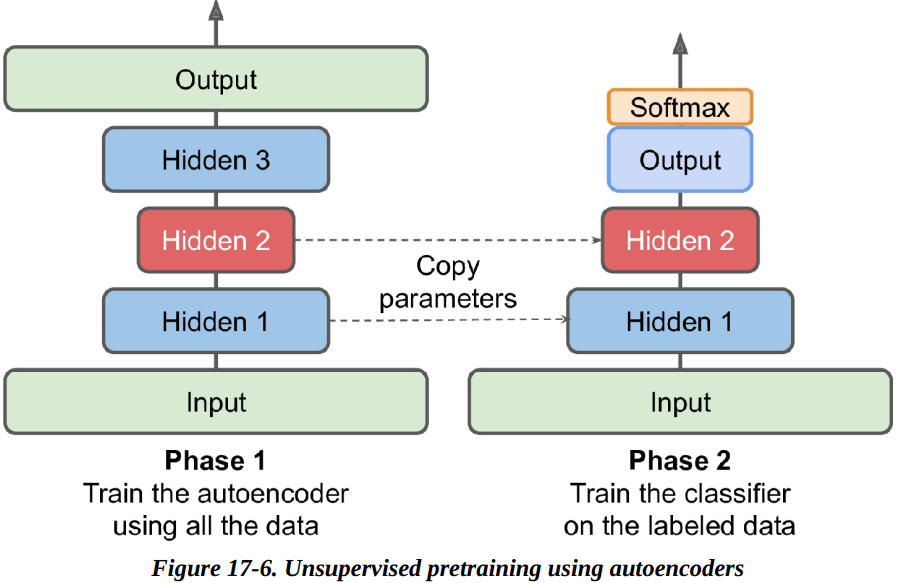 Output
Hidden 3
Hidden 2
Hidden 1
Input
Phase 1
Train the autoencoder
using all the data
Copy
parameters
Softmax
Output
Hidden 2
Hidden 1
Input
Phase 2
Train the classifier
on the labeled data
Figure 17-6. Unsupervised pretraining using autoencoders